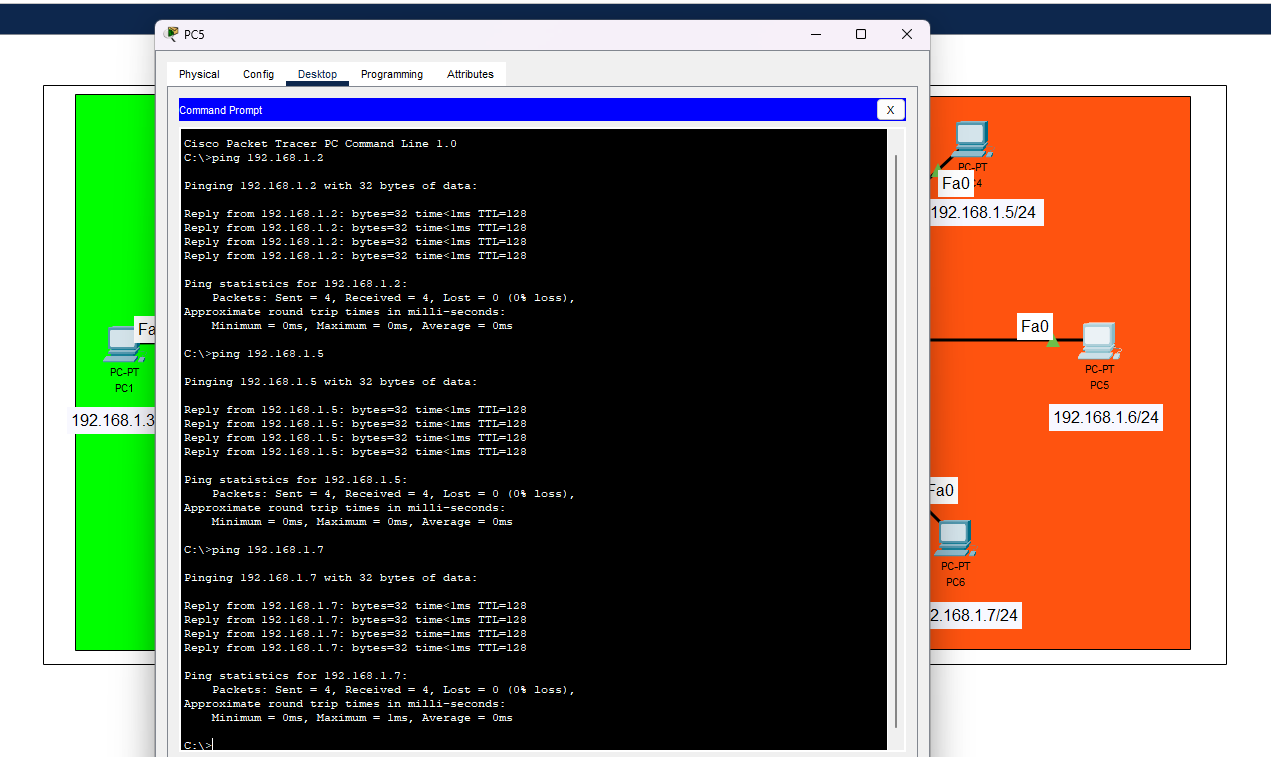 PC5
Physical Config Desktop Programming Attributes
Command Prompt
X
Cisco Packet Tracer PC Command Line 1.0
C:\>ping 192.168.1.2
Pinging 192.168.1.2 with 32 bytes of data:
Reply from 192.168.1.2: bytes=32 time<1ms TTL=128
Reply from 192.168.1.2: bytes=32 time<1ms TTL=128
Reply from 192.168.1.2: bytes=32 time<1ms TTL=128
Reply from 192.168.1.2: bytes=32 time<1ms TTL=128
Ping statistics for 192.168.1.2:
Packets: Sent = 4, Received = 4, Lost = 0 (0% loss),
Approximate round trip times in milli-seconds:
Minimum = 0ms, Maximum = 0ms, Average = 0ms
C:\>ping 192.168.1.5
Pinging 192.168.1.5 with 32 bytes of data:
Reply from 192.168.1.5: bytes=32 time<1ms TTL=128
Reply from 192.168.1.5: bytes=32 time<1ms TTL=128
Reply from 192.168.1.5: bytes=32 time<1ms TTL=128
Reply from 192.168.1.5: bytes=32 time<1ms TTL=128
Ping statistics for 192.168.1.5:
Packets: Sent = 4, Received = 4, Lost = 0 (0% loss),
Approximate round trip times in milli-seconds:
Minimum = 0ms, Maximum = 0ms, Average = 0ms
C:\>ping 192.168.1.7
Pinging 192.168.1.7 with 32 bytes of data:
Reply from 192.168.1.7: bytes=32 time<1ms TTL=128
Reply from 192.168.1.7: bytes=32 time<1ms TTL=128
Reply from 192.168.1.7: bytes=32 time=1ms TTL=128
Reply from 192.168.1.7: bytes=32 time<1ms TTL=128
Ping statistics for 192.168.1.7:
Packets: Sent = 4, Received = 4, Lost = 0 (0% loss),
Approximate round trip times in milli-seconds:
Minimum = 0ms, Maximum = 1ms, Average = 0ms
C:\>
Fa
PC-PT
PC1
192.168.1.3
PC-PT
Fa0
192.168.1.5/24
Fa0
PC-PT
PC5
192.168.1.6/24
Fa0
PC-PT
PC6
2.168.1.7/24